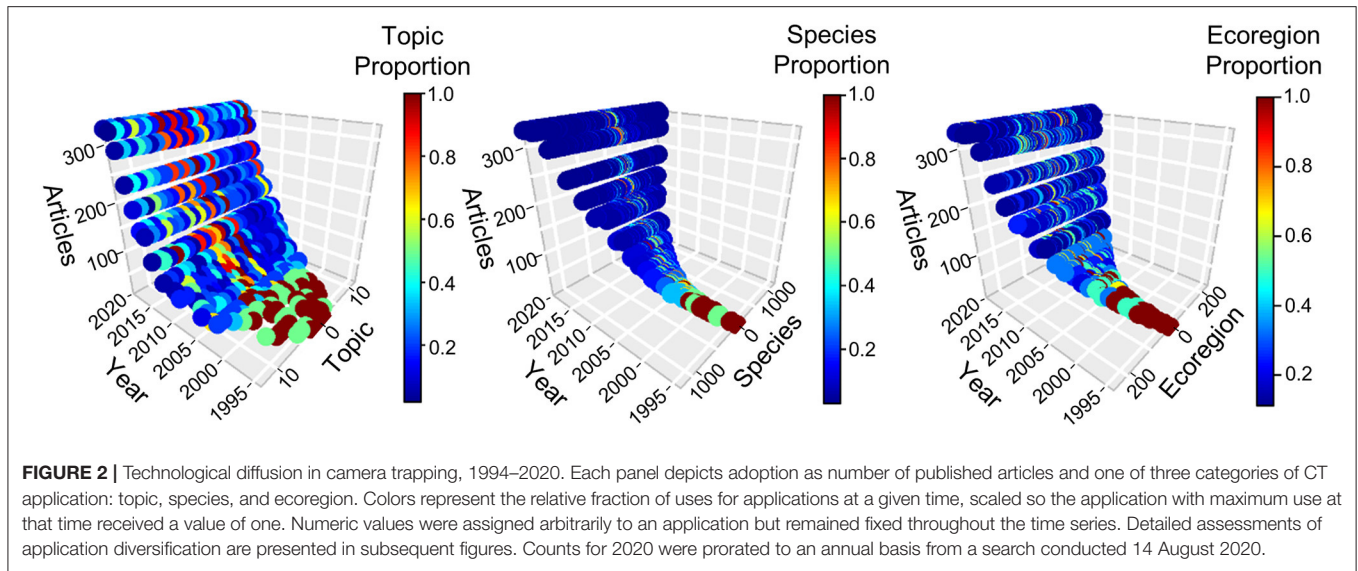 Topic
Proportion
1.0
0.8
0.6
0.4
0.2
Articles
300
200
100
Year
2020
2015
2010
2005
2000
1995
Topic
10
0
10
Species
Proportion
1.0
0.8
0.6
0.4
0.2
Articles
300
200
100
Year
2020
2015
2010
2005
2000
1995
Species
1000
0
1000
Ecoregion
Proportion
1.0
0.8
0.6
0.4
0.2
Articles
300
200
100
Year
2020
2015
2010
2005
2000
1995
Ecoregion
200
0
200
FIGURE 2 | Technological diffusion in camera trapping, 1994–2020. Each panel depicts adoption as number of published articles and one of three categories of CT
application: topic, species, and ecoregion. Colors represent the relative fraction of uses for applications at a given time, scaled so the application with maximum use at
that time received a value of one. Numeric values were assigned arbitrarily to an application but remained fixed throughout the time series. Detailed assessments of
application diversification are presented in subsequent figures. Counts for 2020 were prorated to an annual basis from a search conducted 14 August 2020.